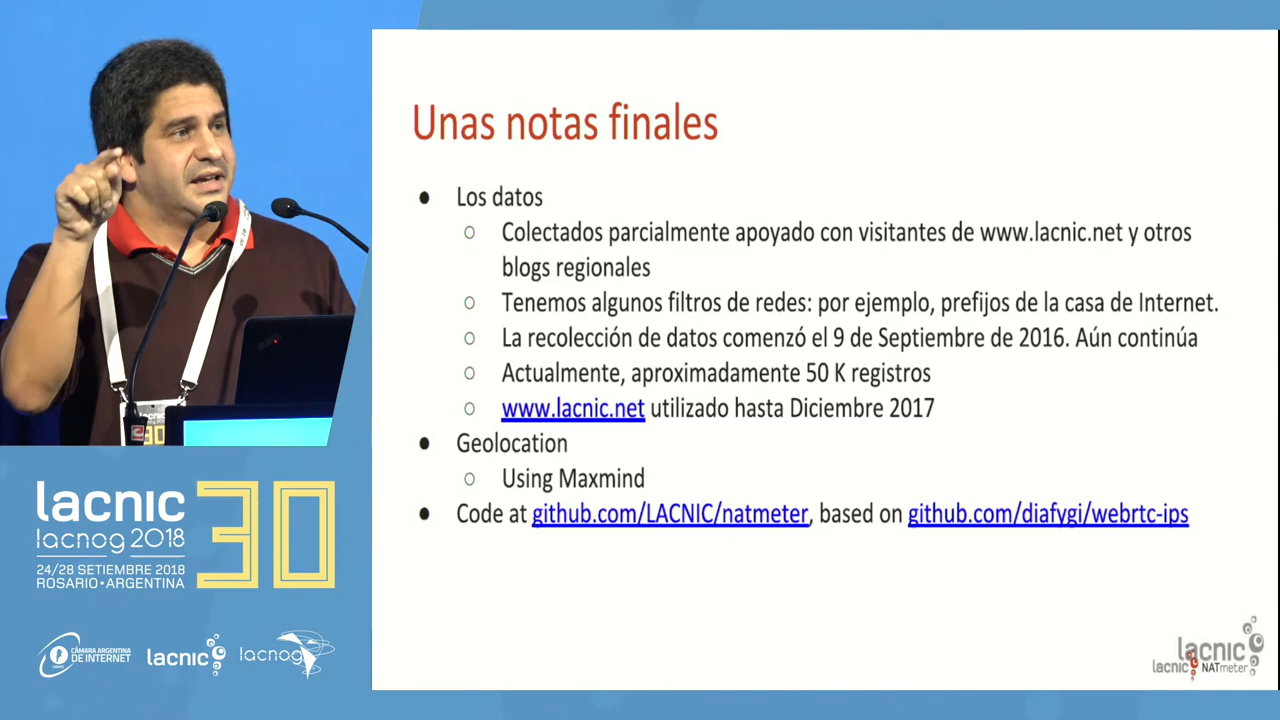 Unas notas finales
● Los datos
○ Colectados parcialmente apoyado con visitantes de www.lacnic.net y otros
blogs regionales
○ Tenemos algunos filtros de redes: por ejemplo, prefijos de la casa de Internet.
○ La recolección de datos comenzó el 9 de Septiembre de 2016. Aún continúa
○ Actualmente, aproximadamente 50 K registros
○ www.lacnic.net utilizado hasta Diciembre 2017
● Geolocation
○ Using Maxmind
● Code at github.com/LACNIC/natmeter, based on github.com/diafygi/webrtc-ips
lacnic
lacnic NATmeter
lacnic 30
lacnog 2018
24/28 SETIEMBRE 2018
ROSARIO•ARGENTINA
CÁMARA ARGENTINA
DE INTERNET
lacnic
lacnog
lacnic
30